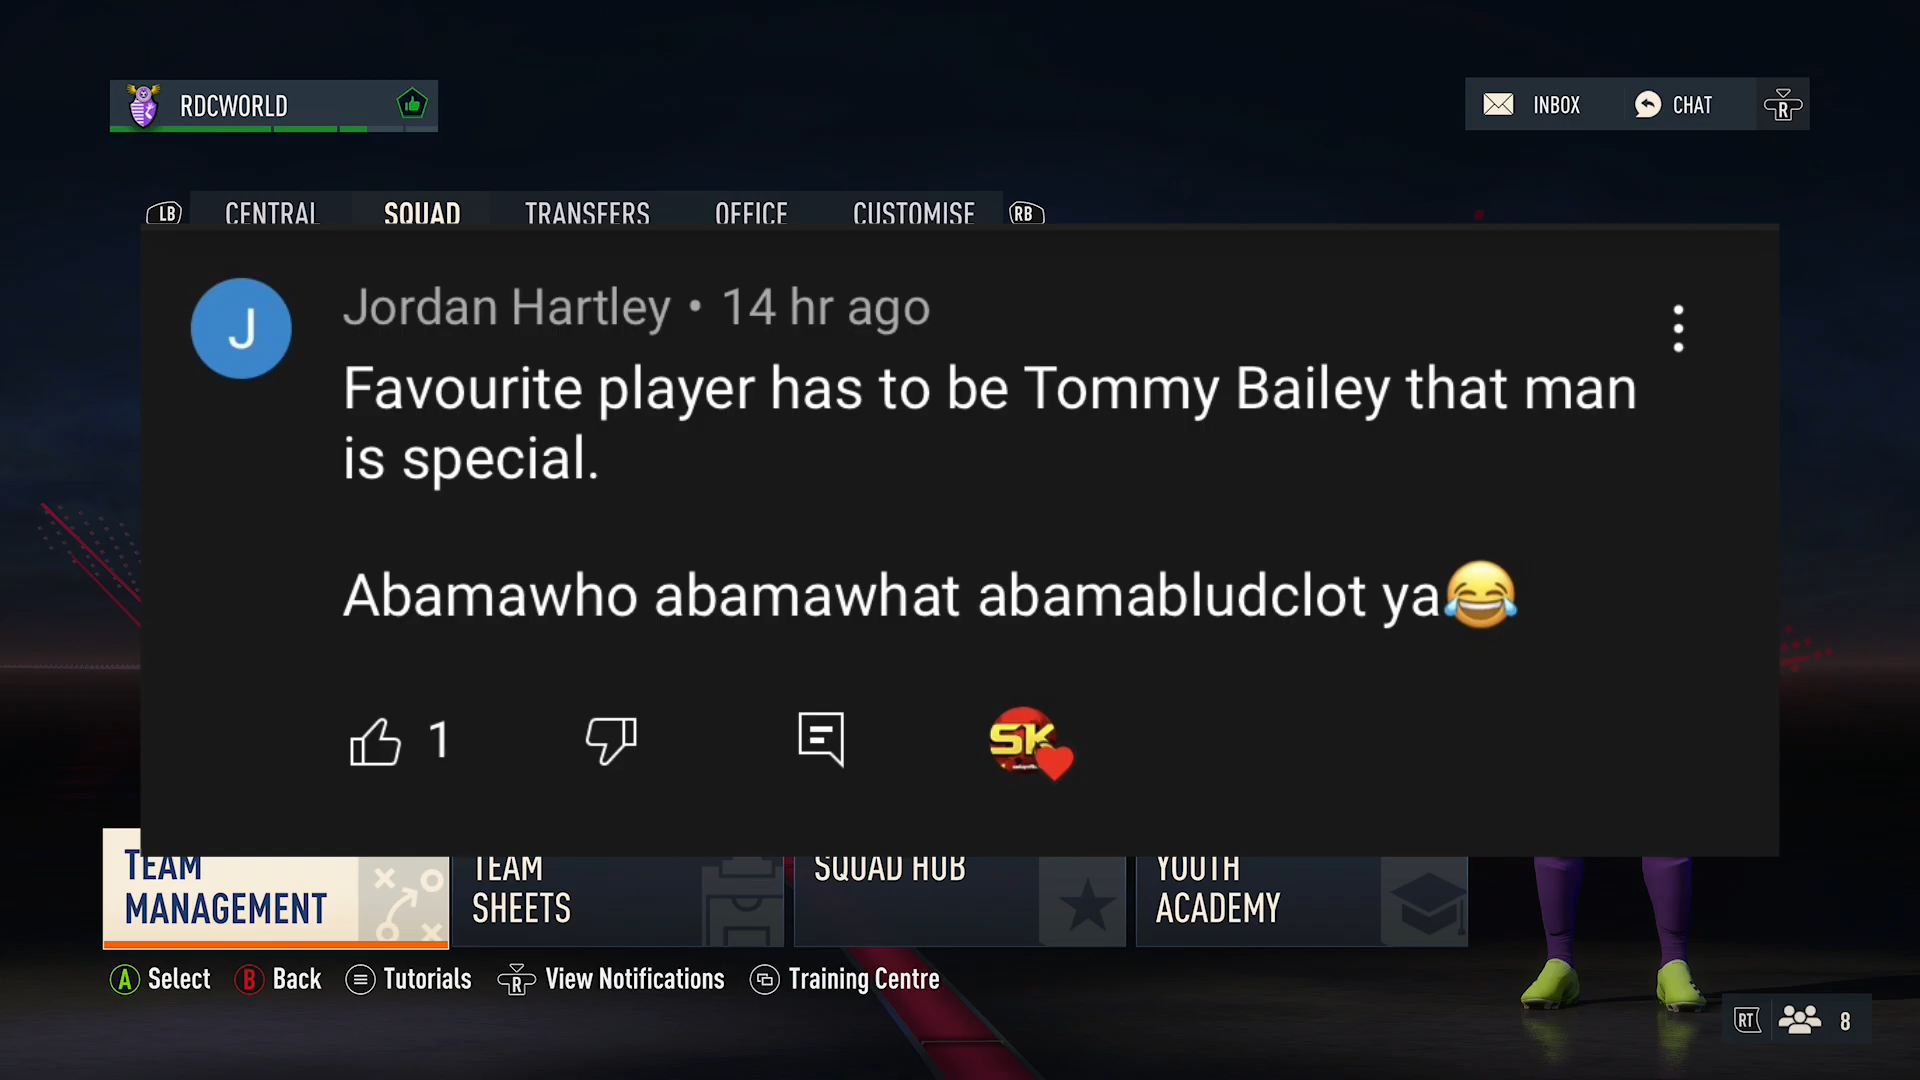 RDCWORLD
INBOX
CHAT
R
LB
CENTRAL
SQUAD
TRANSFERS
OFFICE
CUSTOMISE
RB
J
Jordan Hartley • 14 hr ago
Favourite player has to be Tommy Bailey that man
is special.
Abamawho abamawhat abamabludclot ya😂
1
SK
TEAM
MANAGEMENT
TEAM
SHEETS
SQUAD HUB
YOUTH
ACADEMY
A Select
B Back
Tutorials
R View Notifications
Training Centre
RT
8